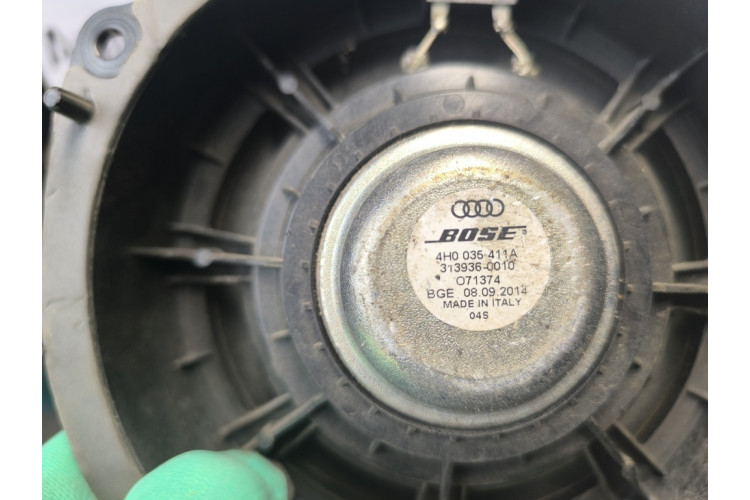 BOSE
4H0 035 411A
313936-0010
071374
BGE 08.09.2014
MADE IN ITALY
04S